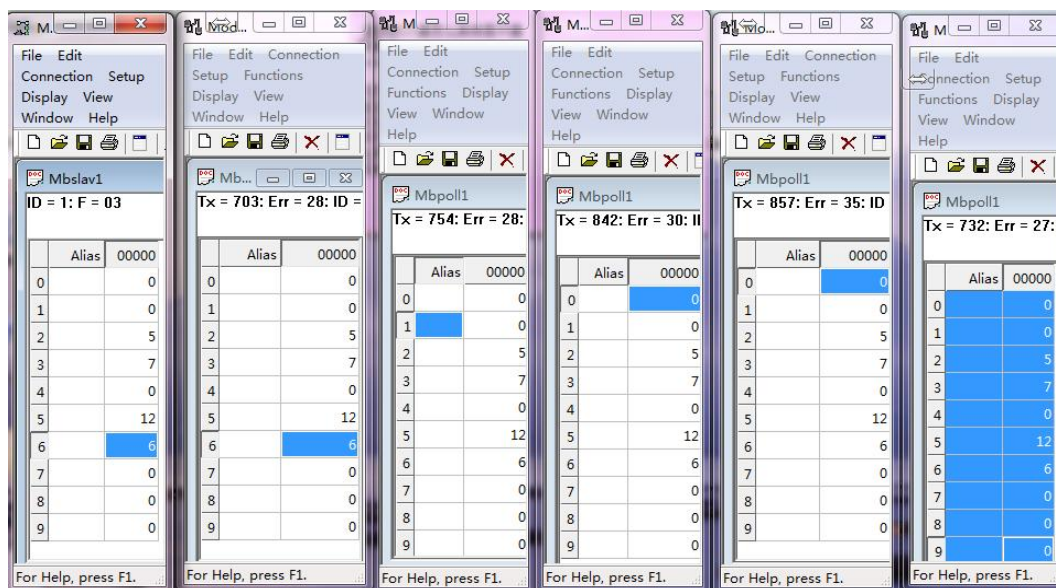 M.
File Edit
Connection Setup
Display View
Window Help
Mbslav1
ID = 1: F = 03
Alias 00000
0 0
1 0
2 5
3 7
4 0
5 12
6 6
7 0
8 0
9 0
For Help, press F1.
Mod...
File Edit Connection
Setup Functions
Display View
Window Help
Mb...
Tx = 703: Err = 28: ID =
Alias 00000
0 0
1 0
2 5
3 7
4 0
5 12
6 6
7 0
8 0
9 0
For Help, press F1.
M
File Edit
Connection Setup
Functions Display
View Window
Help
Mbpoll1
Tx = 754: Err = 28:
Alias 00000
0 0
1 0
2 5
3 7
4 0
5 12
6 6
7 0
8 0
9 0
For Help, press F1.
M...
File Edit
Connection Setup
Functions Display
View Window
Help
Mbpoll1
Tx = 842: Err = 30: II
Alias 00000
0 0
1 0
2 5
3 7
4 0
5 12
6 6
7 0
8 0
9 0
For Help, press F1.
File Edit Connection
Setup Functions
Display View
Window Help
Mbpoll1
Tx = 857: Err = 35: ID
Alias 00000
0 0
1 0
2 5
3 7
4 0
5 12
6 6
7 0
8 0
9 0
For Help, press F1.
M
File Edit
Setup
Functions Display
View Window
Help
Mbpoll1
Tx = 732: Err = 27:
Alias 00000
0 0
1 0
2 5
3 7
4 0
5 12
6 6
7 0
8 0
9 0
For Help, press F1.